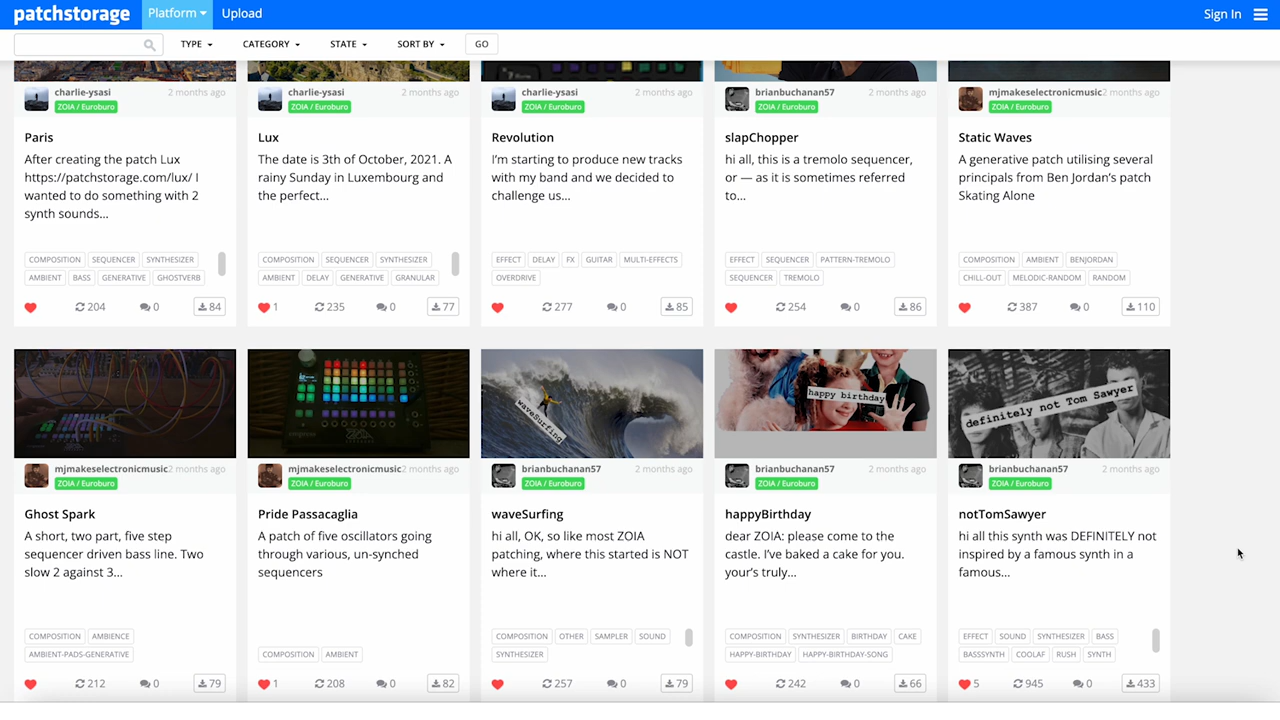 patchstorage
Platform
Upload
Sign In
TYPE
CATEGORY
STATE
SORT BY
GO
charlie-ysasi
2 months ago
ZOIA / Euroburo
Paris
After creating the patch Lux
https://patchstorage.com/lux/ I
wanted to do something with 2
synth sounds...
COMPOSITION SEQUENCER SYNTHESIZER
AMBIENT BASS GENERATIVE GHOSTVERB
204 0 84
charlie-ysasi
2 months ago
ZOIA / Euroburo
Lux
The date is 3th of October, 2021. A
rainy Sunday in Luxembourg and
the perfect...
COMPOSITION SEQUENCER SYNTHESIZER
AMBIENT DELAY GENERATIVE GRANULAR
1 235 0 77
charlie-ysasi
2 months ago
ZOIA / Euroburo
Revolution
I'm starting to produce new tracks
with my band and we decided to
challenge us...
EFFECT DELAY FX GUITAR MULTI-EFFECTS
OVERDRIVE
277 0 85
brianbuchanan57
2 months ago
ZOIA / Euroburo
slapChopper
hi all, this is a tremolo sequencer,
or — as it is sometimes referred
to...
EFFECT SEQUENCER PATTERN-TREMOLO
SEQUENCER TREMOLO
254 0 86
mjmakeselectronicmusic
2 months ago
ZOIA / Euroburo
Static Waves
A generative patch utilising several
principals from Ben Jordan's patch
Skating Alone
COMPOSITION AMBIENT BENJORDAN
CHILL-OUT MELODIC-RANDOM RANDOM
387 0 110
mjmakeselectronicmusic
2 months ago
ZOIA / Euroburo
Ghost Spark
A short, two part, five step
sequencer driven bass line. Two
slow 2 against 3...
COMPOSITION AMBIENCE
AMBIENT-PADS-GENERATIVE
212 0 79
mjmakeselectronicmusic
2 months ago
ZOIA / Euroburo
Pride Passacaglia
A patch of five oscillators going
through various, un-synched
sequencers
COMPOSITION AMBIENT
1 208 0 82
waveSurfing
brianbuchanan57
2 months ago
ZOIA / Euroburo
waveSurfing
hi all, OK, so like most ZOIA
patching, where this started is NOT
where it...
COMPOSITION OTHER SAMPLER SOUND
SYNTHESIZER
257 0 79
happy birthday
brianbuchanan57
2 months ago
ZOIA / Euroburo
happyBirthday
dear ZOIA: please come to the
castle. I've baked a cake for you.
your's truly...
COMPOSITION SYNTHESIZER BIRTHDAY CAKE
HAPPY-BIRTHDAY HAPPY-BIRTHDAY-SONG
242 0 66
definitely not Tom Sawyer
brianbuchanan57
2 months ago
ZOIA / Euroburo
notTomSawyer
hi all this synth was DEFINITELY not
inspired by a famous synth in a
famous...
EFFECT SOUND SYNTHESIZER BASS
BASSSYNTH COOLAF RUSH SYNTH
5 945 0 433